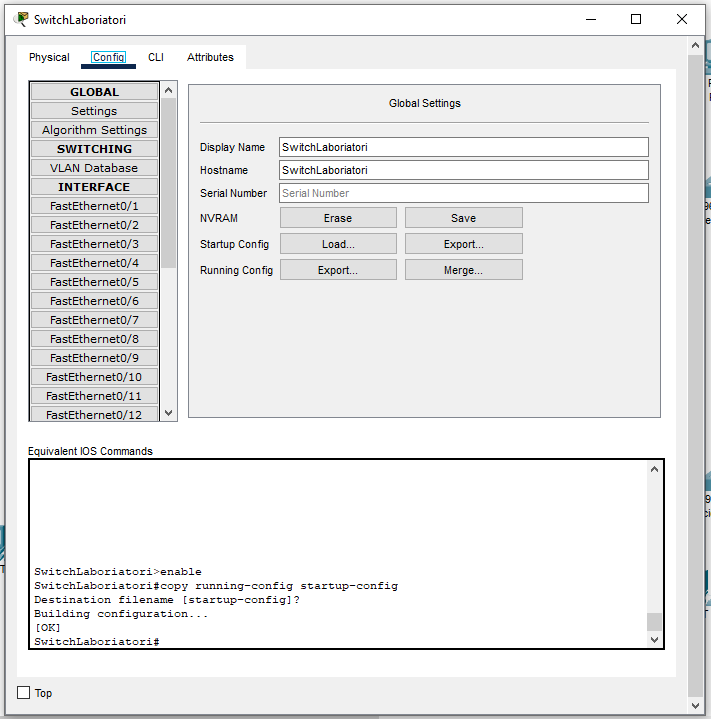 SwitchLaboriatori
Physical Config CLI Attributes
GLOBAL
Settings
Algorithm Settings
SWITCHING
VLAN Database
INTERFACE
FastEthernet0/1
FastEthernet0/2
FastEthernet0/3
FastEthernet0/4
FastEthernet0/5
FastEthernet0/6
FastEthernet0/7
FastEthernet0/8
FastEthernet0/9
FastEthernet0/10
FastEthernet0/11
FastEthernet0/12
Global Settings
Display Name SwitchLaboriatori
Hostname SwitchLaboriatori
Serial Number Serial Number
NVRAM Erase Save
Startup Config Load... Export...
Running Config Export... Merge...
Equivalent IOS Commands
SwitchLaboriatori>enable
SwitchLaboriatori#copy running-config startup-config
Destination filename [startup-config]?
Building configuration...
[OK]
SwitchLaboriatori#
Top